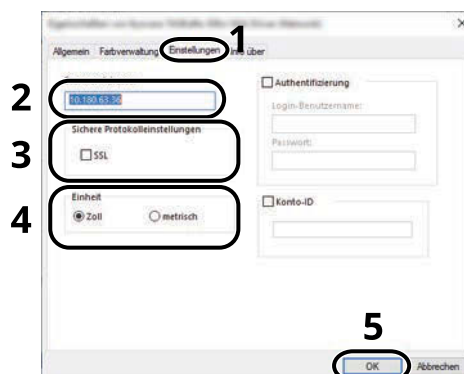 1
Allgemein Farbverwaltung Einstellungen über
2
10.180.63.36
Authentifizierung
Login-Benutzername:
Passwort:
3
Sichere Protokolleinstellungen
SSL
4
Einheit
Zoll metrisch
Konto-ID
5
OK Abbrechen